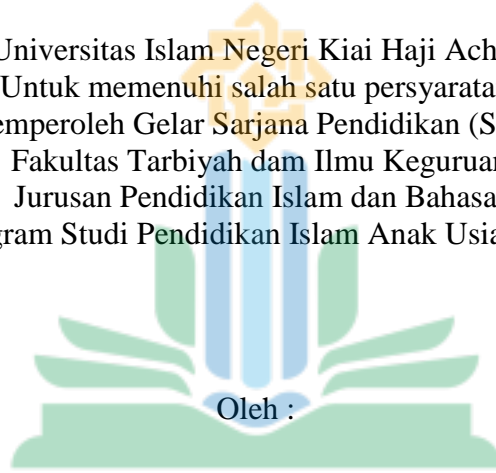 Universitas Islam Negeri Kiai Haji Ach
Untuk memenuhi salah satu persyarata
emperoleh Gelar Sarjana Pendidikan (S
Fakultas Tarbiyah dam Ilmu Keguruan
Jurusan Pendidikan Islam dan Bahasa
gram Studi Pendidikan Islam Anak Usia
Oleh :